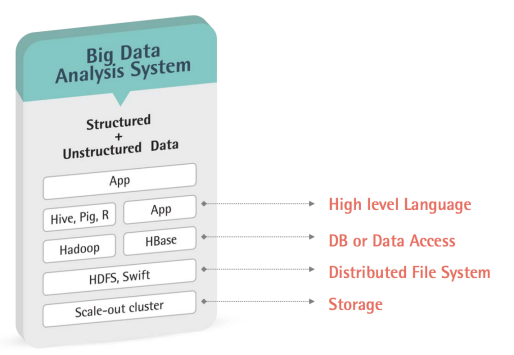 Big Data
Analysis System
Structured
+
Unstructured Data
App
Hive, Pig, R
App
High level Language
Hadoop
HBase
DB or Data Access
HDFS, Swift
Distributed File System
Scale-out cluster
Storage